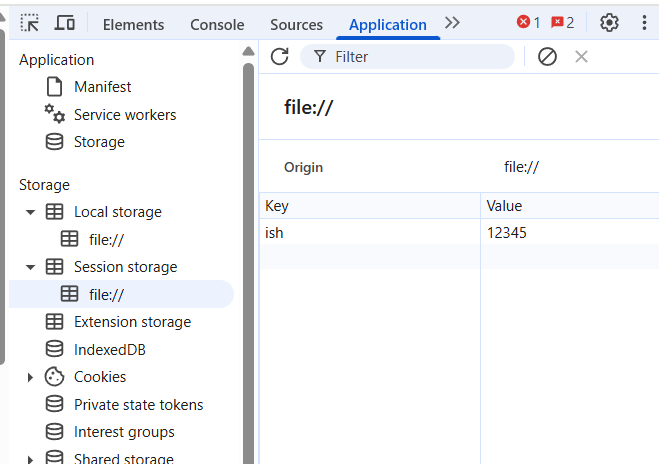 Elements Console Sources Application 1 2
Application
Manifest
Service workers
Storage
Storage
Local storage
file://
Session storage
file://
Extension storage
IndexedDB
Cookies
Private state tokens
Interest groups
Shared storage
Filter
file://
Origin file://
Key Value
ish 12345